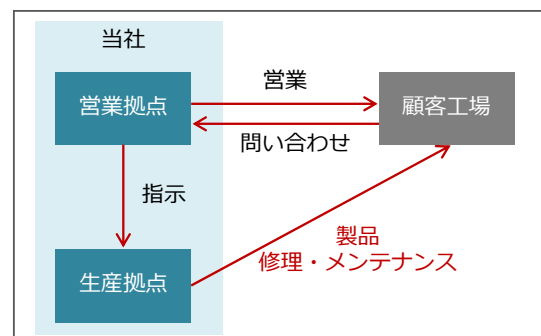 当社
営業拠点
営業
顧客工場
問い合わせ
指示
生産拠点
製品
修理・メンテナンス